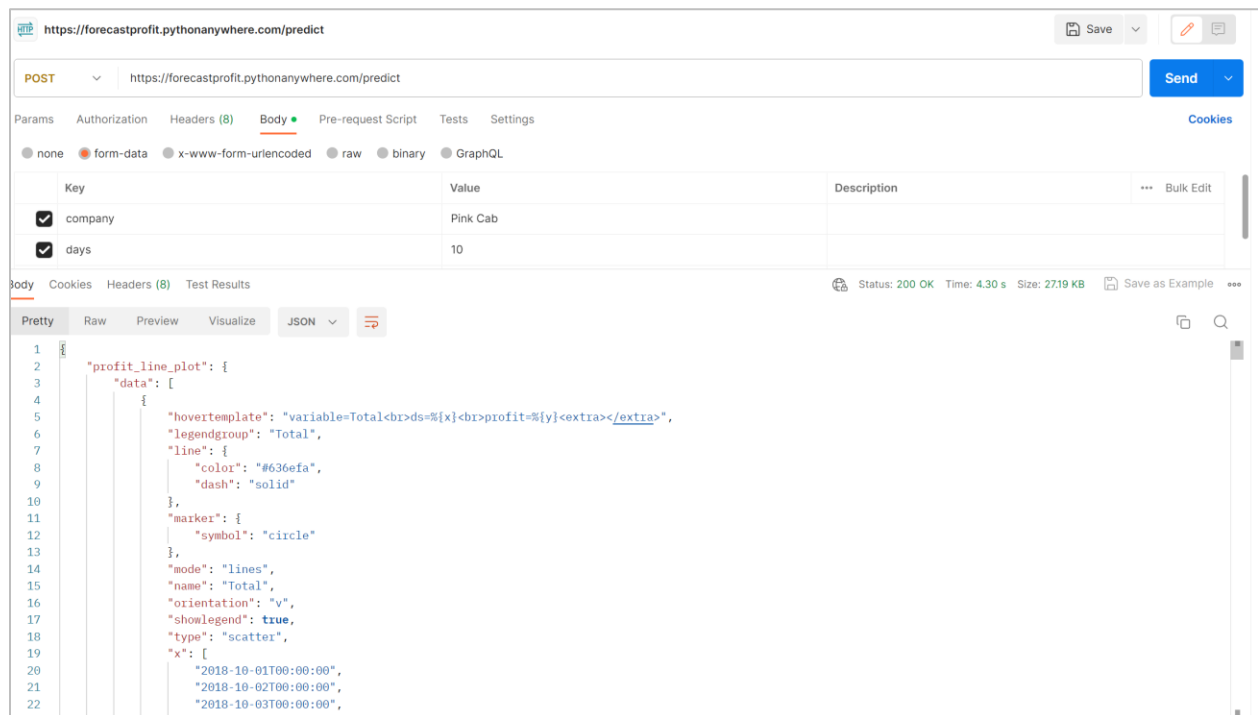 HTTP https://forecastprofit.pythonanywhere.com/predict Save
POST https://forecastprofit.pythonanywhere.com/predict Send
Params Authorization Headers (8) Body Pre-request Script Tests Settings Cookies
none form-data x-www-form-urlencoded raw binary GraphQL
Key Value Description ••• Bulk Edit
company Pink Cab
days 10
Body Cookies Headers (8) Test Results Status: 200 OK Time: 4.30 s Size: 27.19 KB Save as Example
Pretty Raw Preview Visualize JSON
1 {
2 "profit_line_plot": {
3 "data": [
4 {
5 "hovertemplate": "variable=Total<br>ds=%{x}<br>profit=%{y}<extra></extra>",
6 "legendgroup": "Total",
7 "line": {
8 "color": "#636efa",
9 "dash": "solid"
10 },
11 "marker": {
12 "symbol": "circle"
13 },
14 "mode": "lines",
15 "name": "Total",
16 "orientation": "v",
17 "showlegend": true,
18 "type": "scatter",
19 "x": [
20 "2018-10-01T00:00:00",
21 "2018-10-02T00:00:00",
22 "2018-10-03T00:00:00",